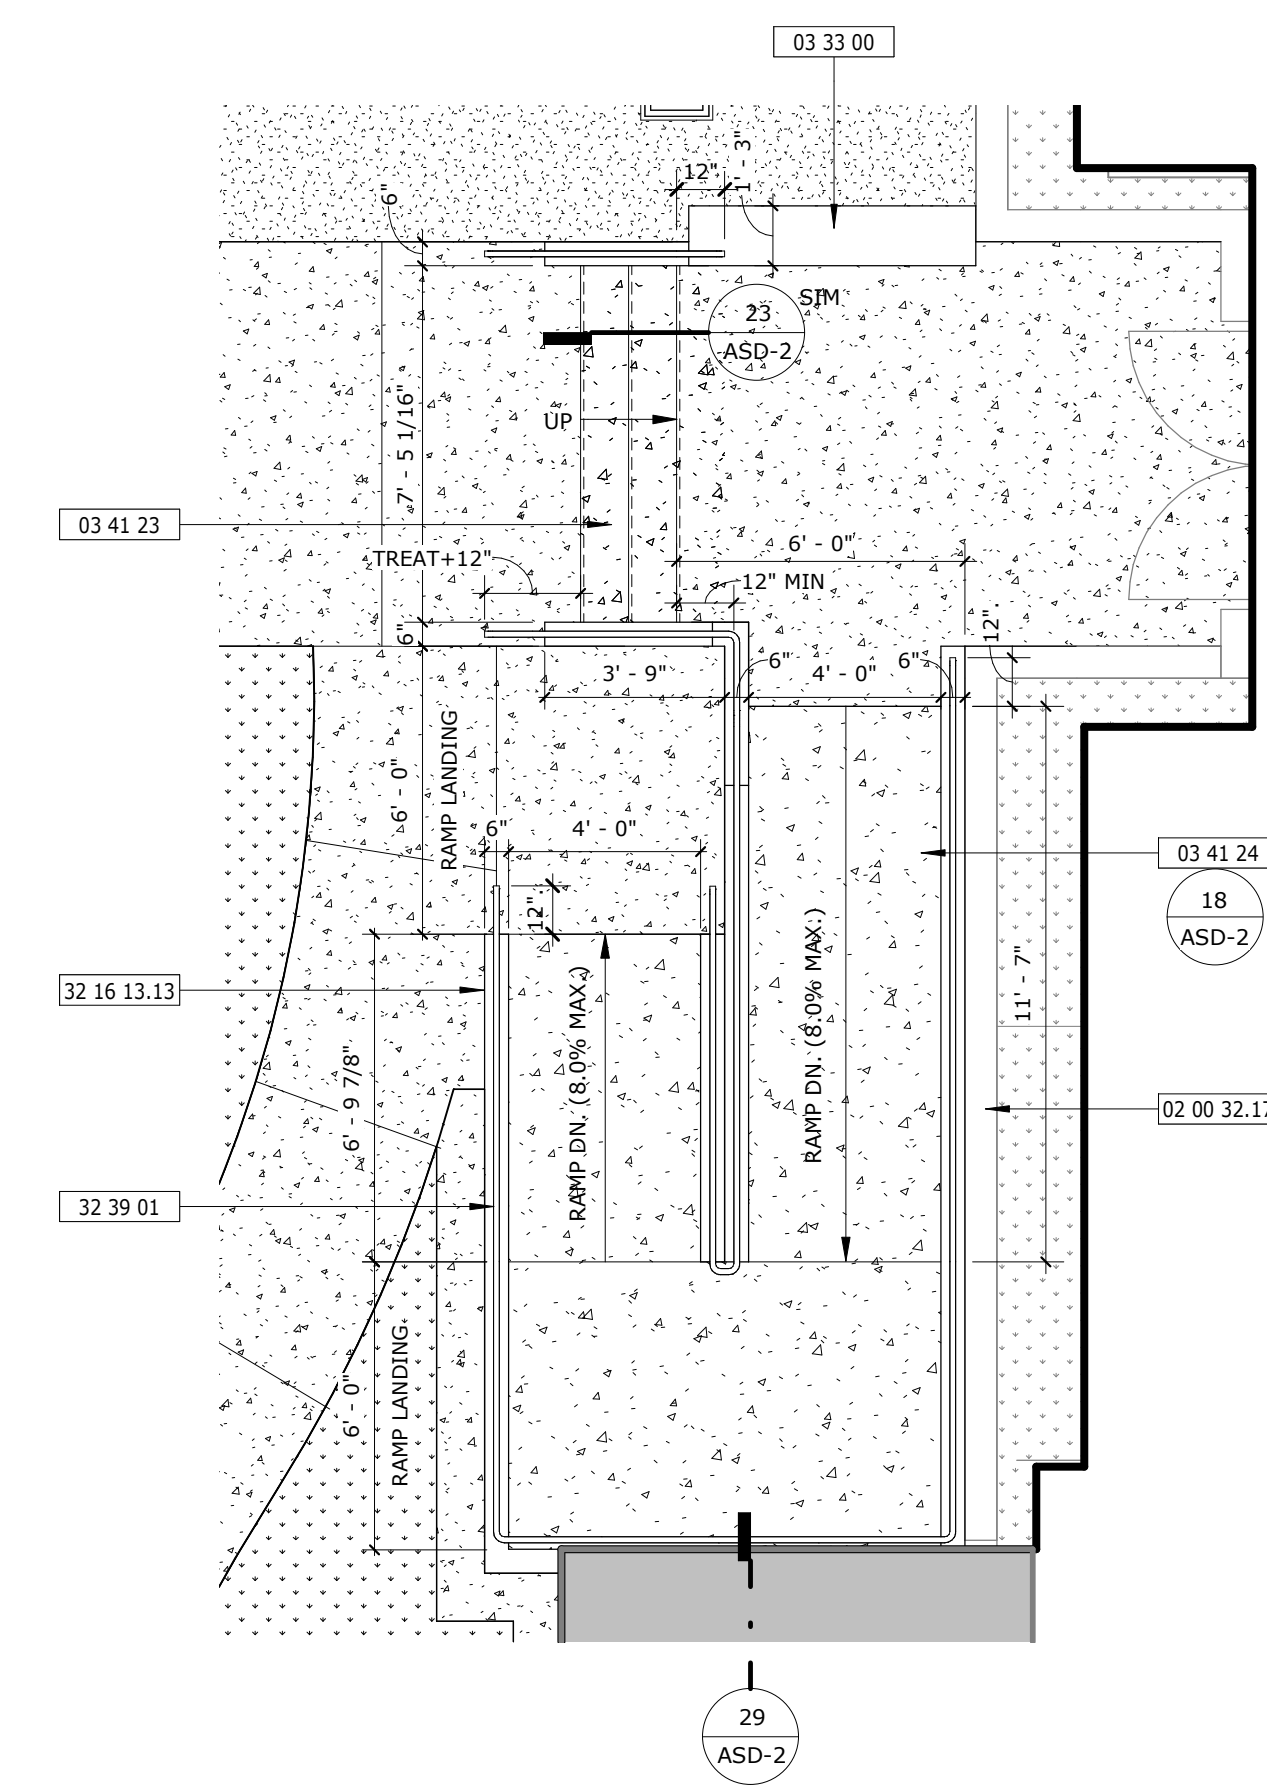 03 33 00
12"
1' - 3"
6"
SIM
23
ASD-2
7' - 5 1/16"
UP
03 41 23
6' - 0"
TREAT+12"
12" MIN
12".
6"
3' - 9"
6"
4' - 0"
6"
RAMP LANDING
6' - 0"
6"
4' - 0"
03 41 24
18
ASD-2
12".
RAMP DN. (8.0% MAX.)
RAMP DN. (8.0% MAX.)
11' - 7"
32 16 13.13
6' - 9 7/8"
02 00 32.17
32 39 01
RAMP LANDING
6' - 0"
29
ASD-2